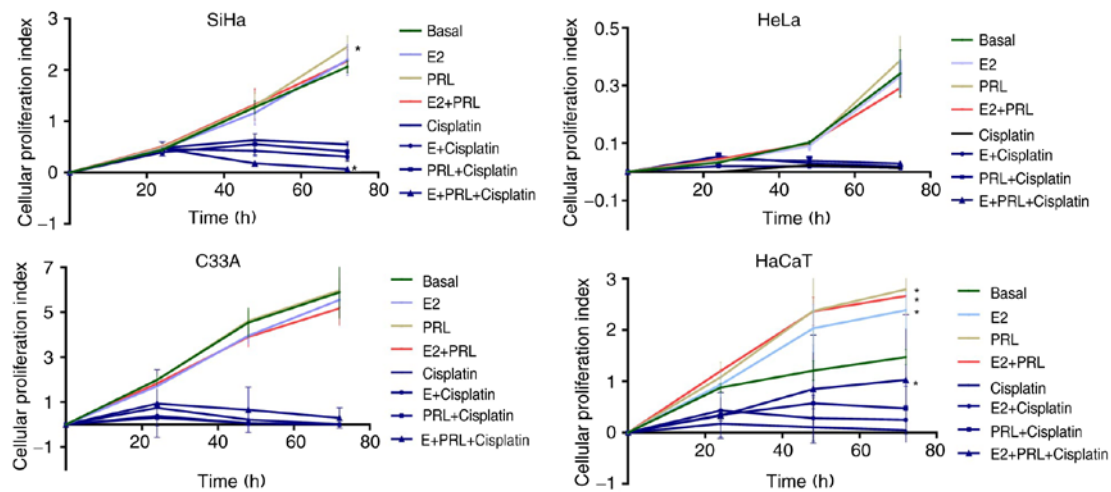 SiHa
Cellular proliferation index
3
2
1
0
−1
20
40
60
80
Time (h)
Basal
E2
PRL
E2+PRL
Cisplatin
E+Cisplatin
PRL+Cisplatin
E+PRL+Cisplatin
*
*
HeLa
Cellular proliferation index
0.5
0.3
0.1
−0.1
20
40
60
80
Time (h)
Basal
E2
PRL
E2+PRL
Cisplatin
E+Cisplatin
PRL+Cisplatin
E+PRL+Cisplatin
C33A
Cellular proliferation index
7
5
3
1
−1
20
40
60
80
Time (h)
Basal
E2
PRL
E2+PRL
Cisplatin
E+Cisplatin
PRL+Cisplatin
E+PRL+Cisplatin
HaCaT
Cellular proliferation index
3
2
1
0
−1
20
40
60
80
Time (h)
*
*
*
*
Basal
E2
PRL
E2+PRL
Cisplatin
E2+Cisplatin
PRL+Cisplatin
E2+PRL+Cisplatin